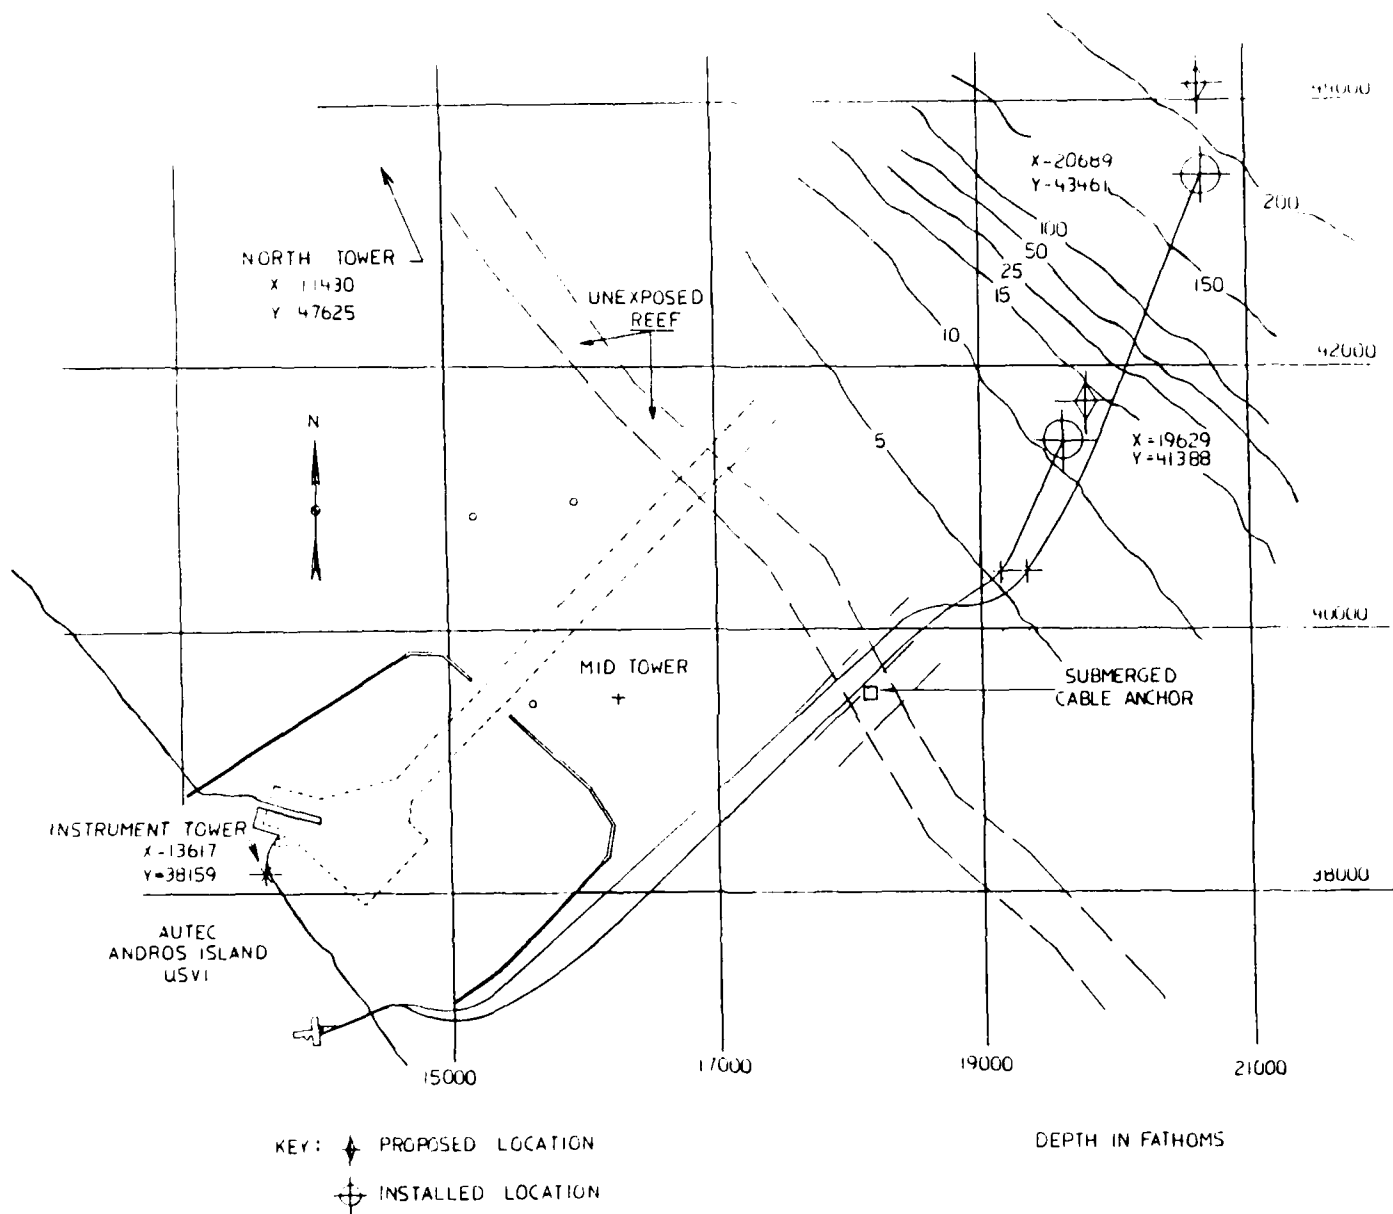 44000
X-20689
Y-43461
200
NORTH TOWER
X 11430
Y 47625
100
50
25
15
150
UNEXPOSED
REEF
10
42000
N
5
X=19629
Y=41388
40000
MID TOWER
SUBMERGED
CABLE ANCHOR
INSTRUMENT TOWER
X-13617
Y=38159
38000
AUTEC
ANDROS ISLAND
USVI
15000
17000
19000
21000
KEY: PROPOSED LOCATION
DEPTH IN FATHOMS
INSTALLED LOCATION